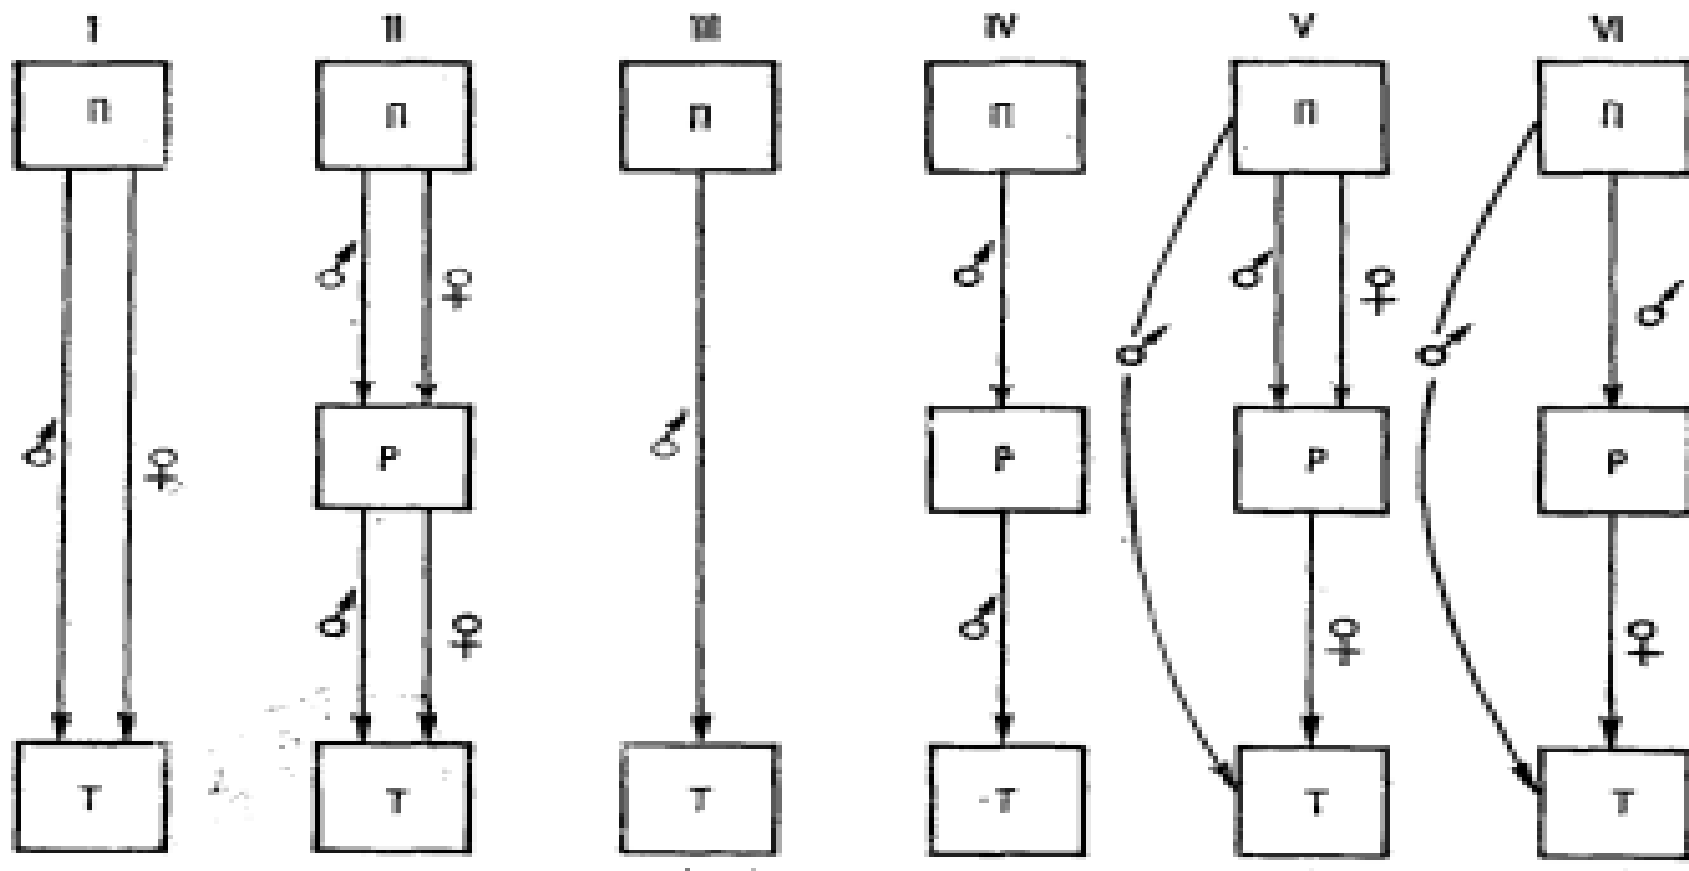 I II III IV V VI
П П П П П П
♂ ♀ ♂ ♂ ♀ ♂
♂ ♂
♂ ♀ ♂
P P P P
♂ ♀ ♂ ♀ ♀
T T T T T T